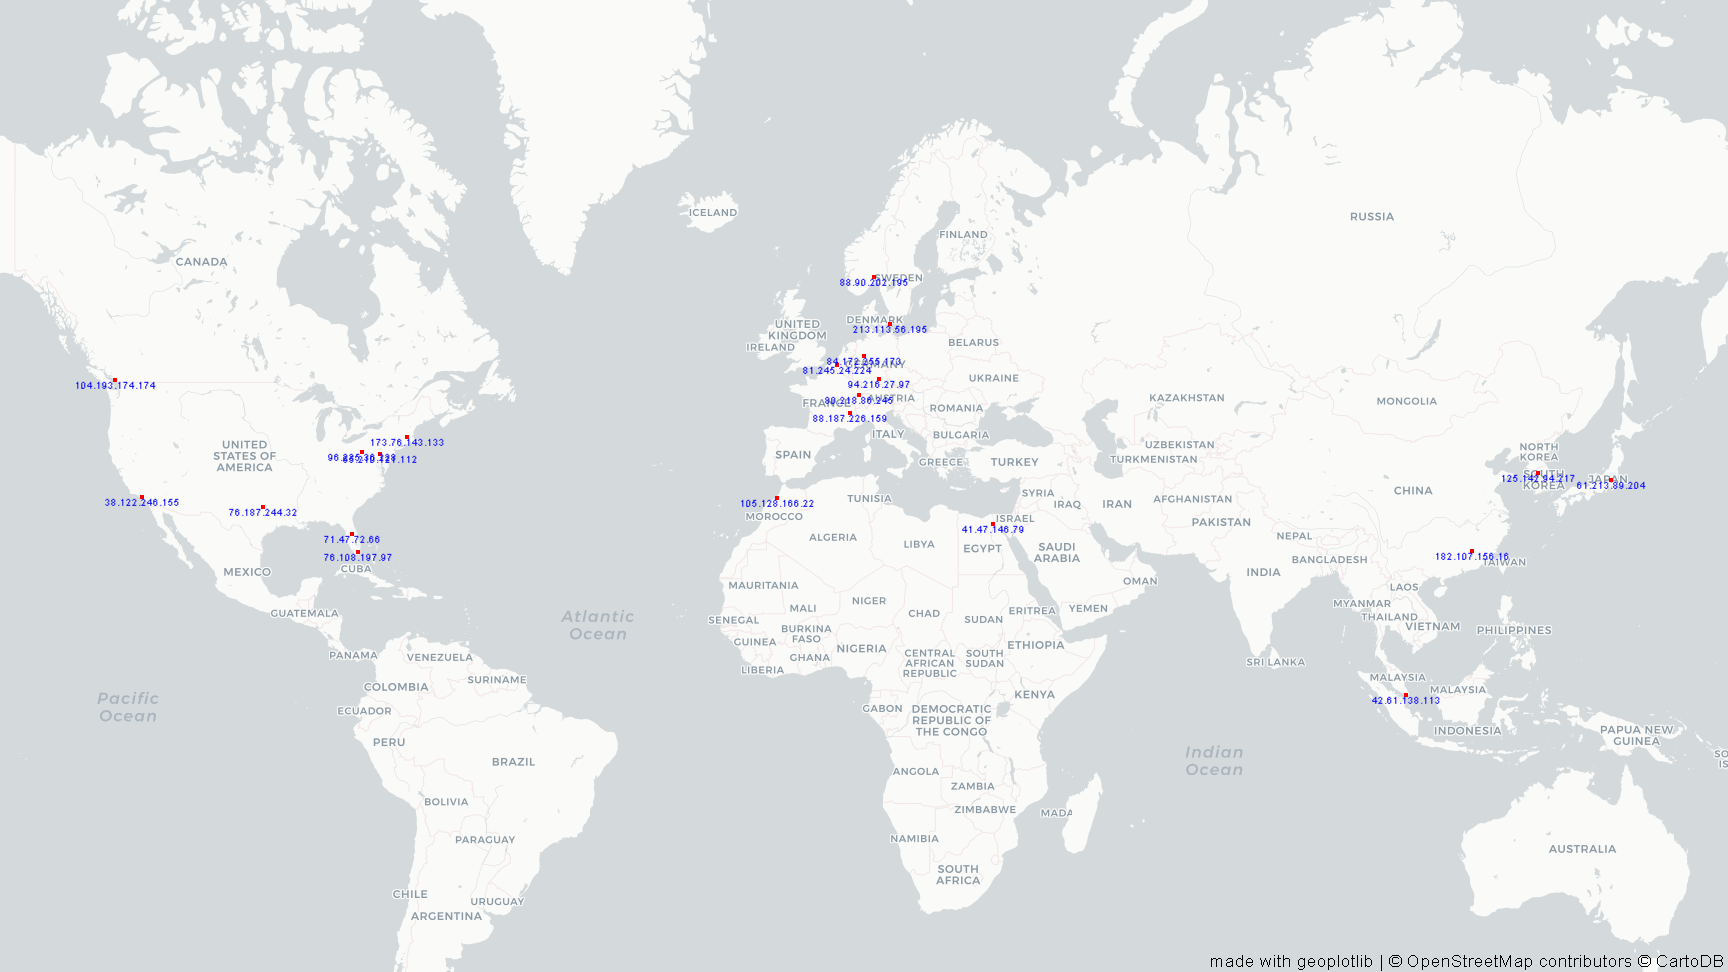 ICELAND
RUSSIA
FINLAND
CANADA
SWEDEN
88.90.202.195
DENMARK
213.113.56.195
UNITED
KINGDOM
IRELAND
BELARUS
84.172.255.173
GERMANY
81.245.24.224
UKRAINE
94.216.27.97
104.193.174.174
AUSTRIA
FRANCE
KAZAKHSTAN
MONGOLIA
ROMANIA
88.187.226.159
ITALY
BULGARIA
173.76.143.133
UNITED
STATES OF
AMERICA
UZBEKISTAN
NORTH
KOREA
SPAIN
GREECE
TURKEY
TURKMENISTAN
SOUTH
KOREA
125.142.94.217
JAPAN
61.213.89.204
CHINA
SYRIA
IRAQ
IRAN
AFGHANISTAN
TUNISIA
38.122.246.155
105.128.166.22
MOROCCO
76.187.244.32
ISRAEL
41.47.146.79
PAKISTAN
71.47.72.66
ALGERIA
LIBYA
EGYPT
SAUDI
ARABIA
NEPAL
BANGLADESH
182.107.156.16
TAIWAN
76.108.197.97
CUBA
MEXICO
INDIA
OMAN
MAURITANIA
LAOS
GUATEMALA
MALI
NIGER
CHAD
SUDAN
ERITREA
YEMEN
MYANMAR
THAILAND
VIETNAM
PHILIPPINES
Atlantic
Ocean
SENEGAL
BURKINA
FASO
GUINEA
GHANA
NIGERIA
CENTRAL
AFRICAN
REPUBLIC
SOUTH
SUDAN
ETHIOPIA
PANAMA
VENEZUELA
LIBERIA
SRI LANKA
COLOMBIA
SURINAME
MALAYSIA
MALAYSIA
42.61.138.113
KENYA
Pacific
Ocean
ECUADOR
GABON
DEMOCRATIC
REPUBLIC OF
THE CONGO
INDONESIA
PAPUA NEW
GUINEA
PERU
BRAZIL
Indian
Ocean
SO
IS
ANGOLA
ZAMBIA
BOLIVIA
ZIMBABWE
MADA
PARAGUAY
NAMIBIA
AUSTRALIA
SOUTH
AFRICA
CHILE
URUGUAY
ARGENTINA
made with geoplotlib | © OpenStreetMap contributors © CartoDB